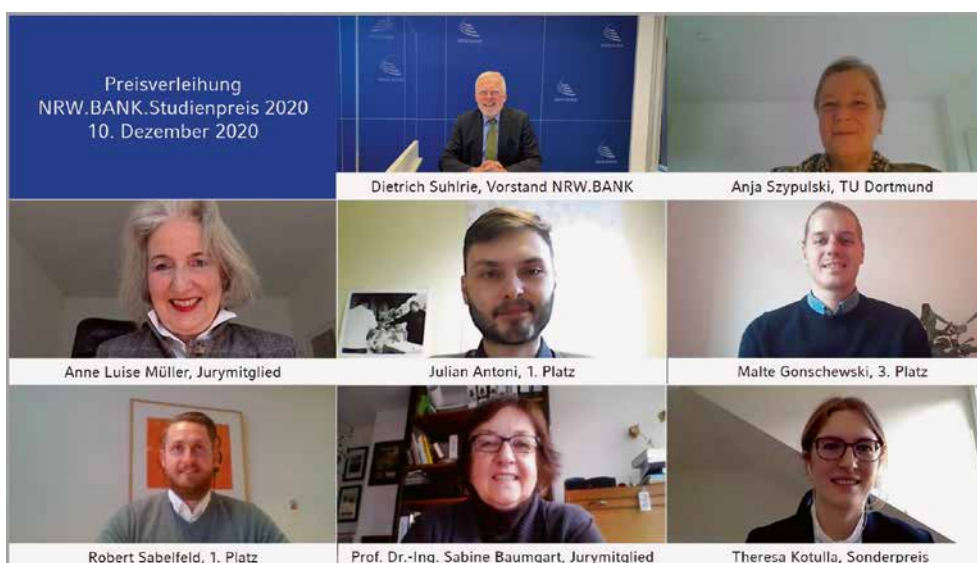 Preisverleihung
NRW.BANK.Studienpreis 2020
10. Dezember 2020
Dietrich Suhlrie, Vorstand NRW.BANK
Anja Szypulski, TU Dortmund
Anne Luise Müller, Jurymitglied
Julian Antoni, 1. Platz
Malte Gonschewski, 3. Platz
Robert Sabelfeld, 1. Platz
Prof. Dr.-Ing. Sabine Baumgart, Jurymitglied
Theresa Kotulla, Sonderpreis